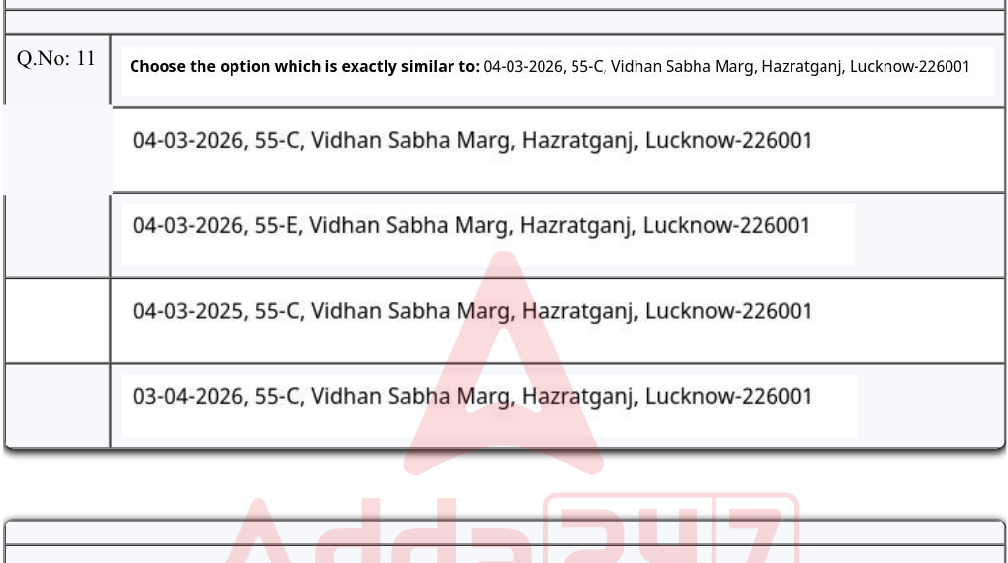 Q.No: 11
Choose the option which is exactly similar to: 04-03-2026, 55-C, Vidhan Sabha Marg, Hazratganj, Lucknow-226001
04-03-2026, 55-C, Vidhan Sabha Marg, Hazratganj, Lucknow-226001
04-03-2026, 55-E, Vidhan Sabha Marg, Hazratganj, Lucknow-226001
04-03-2025, 55-C, Vidhan Sabha Marg, Hazratganj, Lucknow-226001
03-04-2026, 55-C, Vidhan Sabha Marg, Hazratganj, Lucknow-226001
Adda247